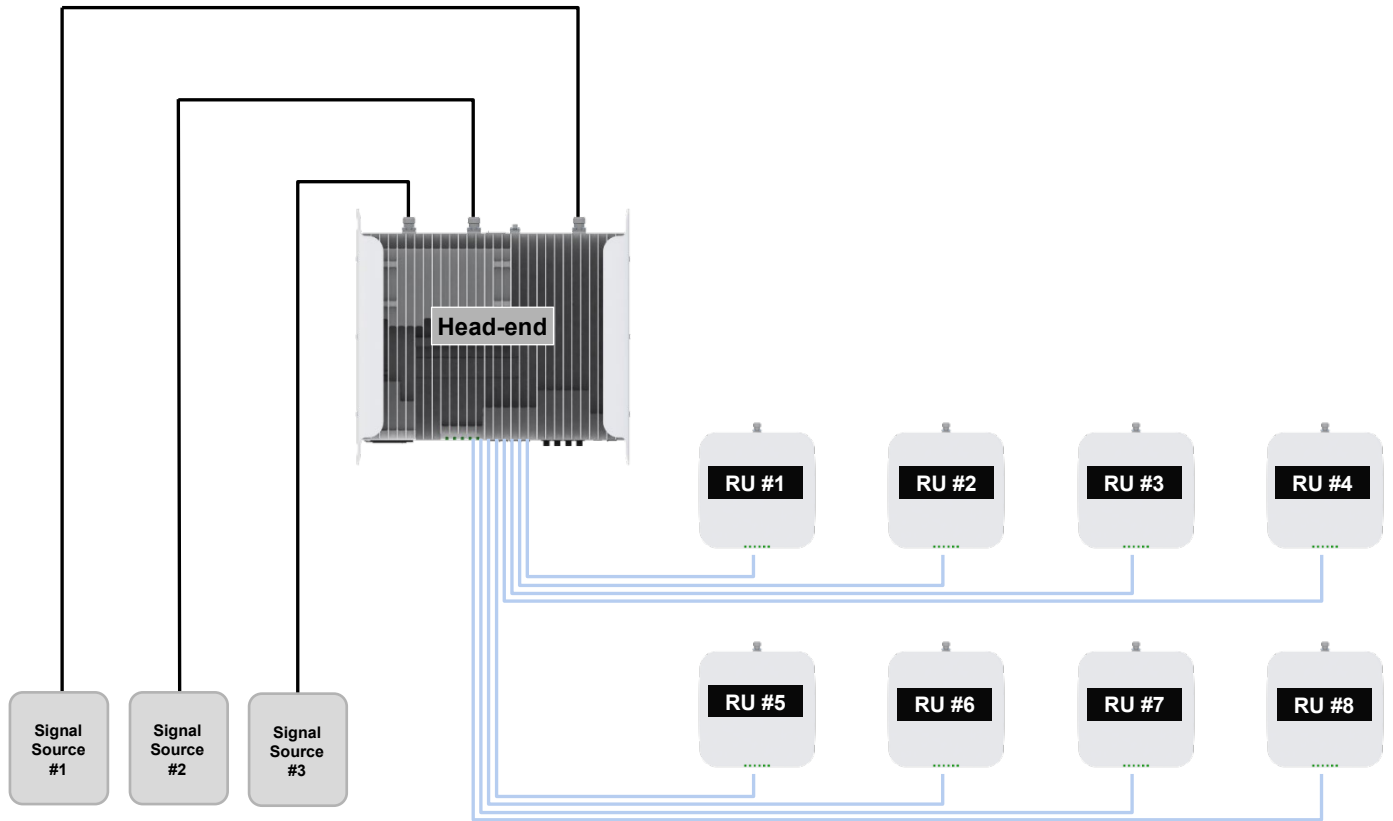 Head-end
RU #1
RU #2
RU #3
RU #4
RU #5
RU #6
RU #7
RU #8
Signal
Source
#1
Signal
Source
#2
Signal
Source
#3